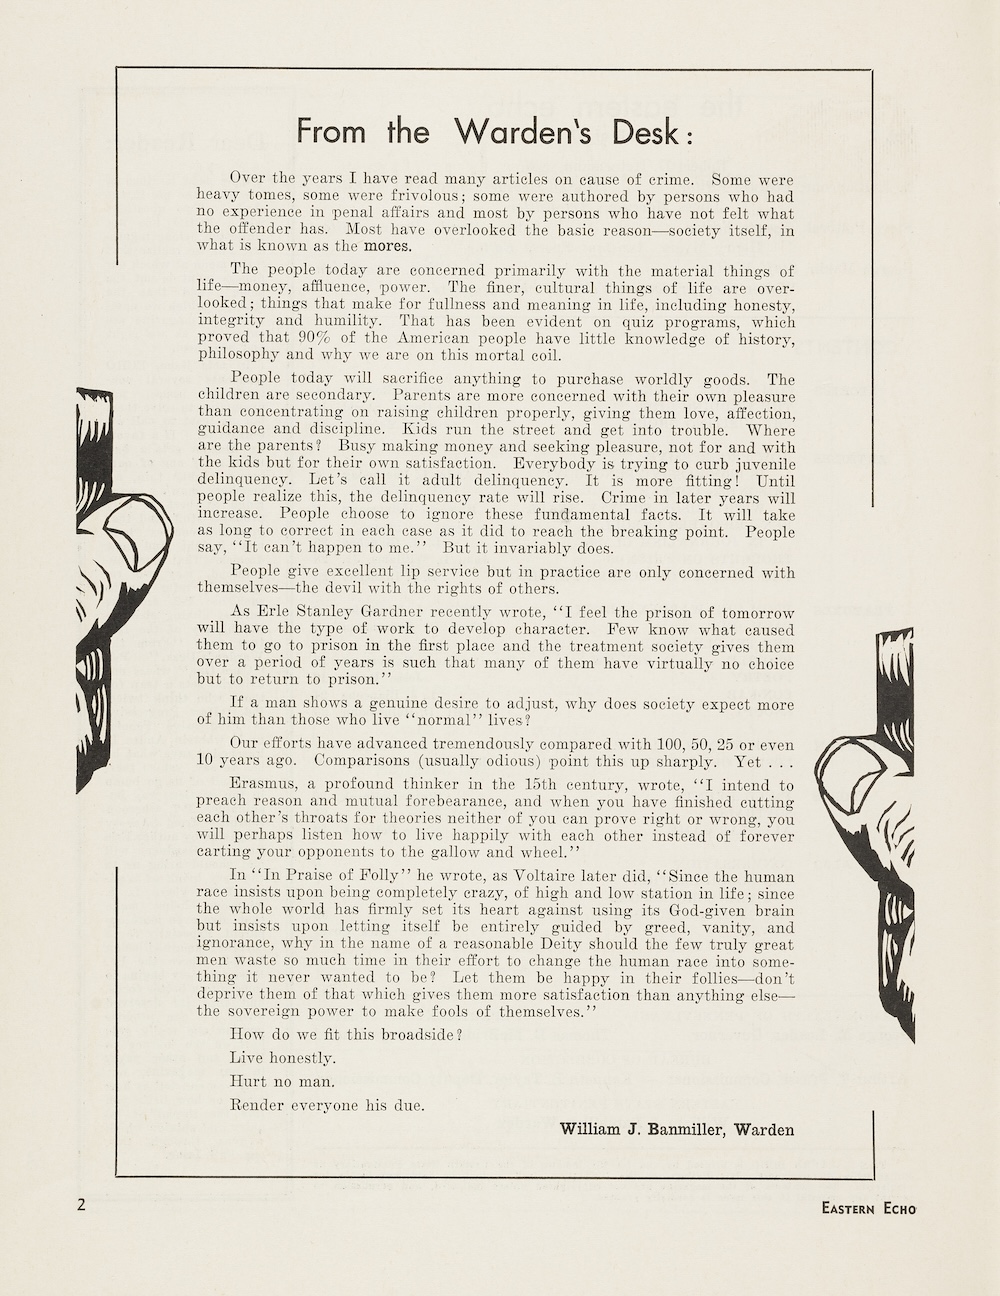 From the Warden's Desk:
Over the years I have read many articles on cause of crime. Some were
heavy tomes, some were frivolous; some were authored by persons who had
no experience in penal affairs and most by persons who have not felt what
the offender has. Most have overlooked the basic reason—society itself, in
what is known as the mores.
The people today are concerned primarily with the material things of
life—money, affluence, power. The finer, cultural things of life are over-
looked; things that make for fullness and meaning in life, including honesty,
integrity and humility. That has been evident on quiz programs, which
proved that 90% of the American people have little knowledge of history,
philosophy and why we are on this mortal coil.
People today will sacrifice anything to purchase worldly goods. The
children are secondary. Parents are more concerned with their own pleasure
than concentrating on raising children properly, giving them love, affection,
guidance and discipline. Kids run the street and get into trouble. Where
are the parents? Busy making money and seeking pleasure, not for and with
the kids but for their own satisfaction. Everybody is trying to curb juvenile
delinquency. Let's call it adult delinquency. It is more fitting! Until
people realize this, the delinquency rate will rise. Crime in later years will
increase. People choose to ignore these fundamental facts. It will take
as long to correct in each case as it did to reach the breaking point. People
say, "It can't happen to me." But it invariably does.
People give excellent lip service but in practice are only concerned with
themselves—the devil with the rights of others.
As Erle Stanley Gardner recently wrote, "I feel the prison of tomorrow
will have the type of work to develop character. Few know what caused
them to go to prison in the first place and the treatment society gives them
over a period of years is such that many of them have virtually no choice
but to return to prison."
If a man shows a genuine desire to adjust, why does society expect more
of him than those who live "normal" lives?
Our efforts have advanced tremendously compared with 100, 50, 25 or even
10 years ago. Comparisons (usually odious) point this up sharply. Yet . . .
Erasmus, a profound thinker in the 15th century, wrote, "I intend to
preach reason and mutual forebearance, and when you have finished cutting
each other's throats for theories neither of you can prove right or wrong, you
will perhaps listen how to live happily with each other instead of forever
carting your opponents to the gallow and wheel."
In "In Praise of Folly" he wrote, as Voltaire later did, "Since the human
race insists upon being completely crazy, of high and low station in life; since
the whole world has firmly set its heart against using its God-given brain
but insists upon letting itself be entirely guided by greed, vanity, and
ignorance, why in the name of a reasonable Deity should the few truly great
men waste so much time in their effort to change the human race into some-
thing it never wanted to be? Let them be happy in their follies—don't
deprive them of that which gives them more satisfaction than anything else—
the sovereign power to make fools of themselves."
How do we fit this broadside?
Live honestly.
Hurt no man.
Render everyone his due.
William J. Banmiller, Warden
2
EASTERN ECHO